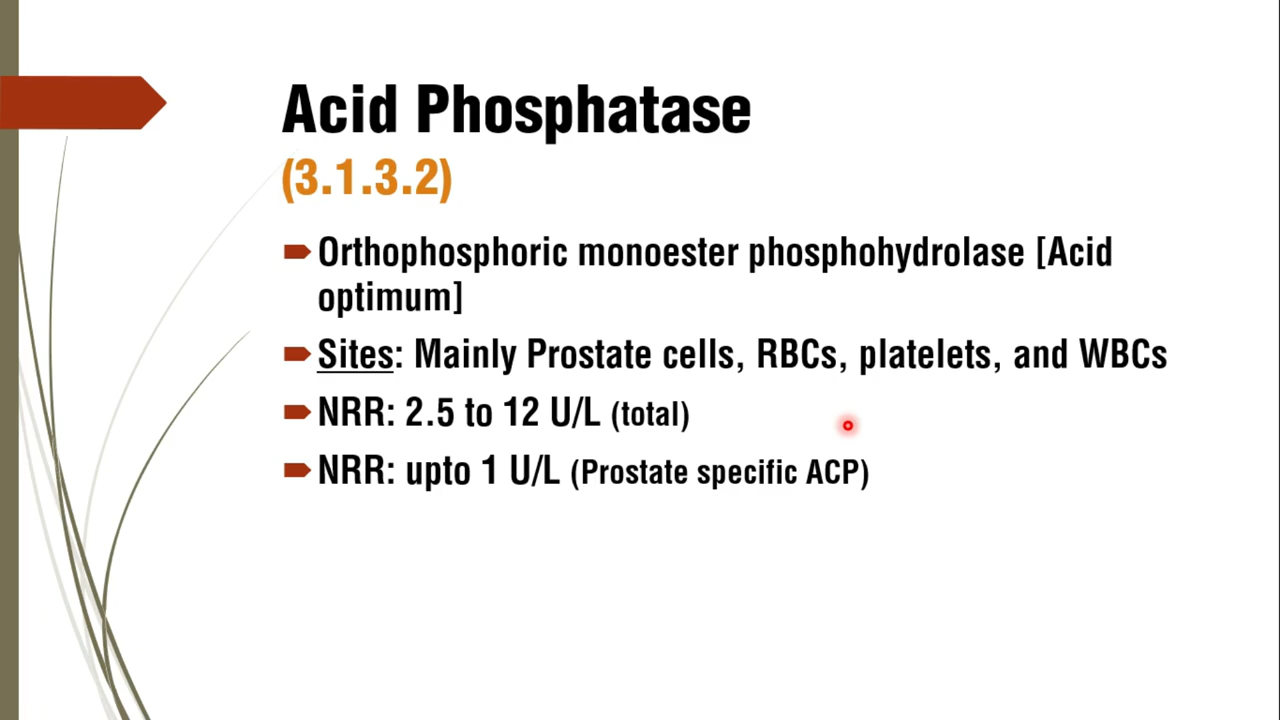 Acid Phosphatase
(3.1.3.2)
Orthophosphoric monoester phosphohydrolase [Acid
optimum]
Sites: Mainly Prostate cells, RBCs, platelets, and WBCs
NRR: 2.5 to 12 U/L (total)
NRR: upto 1 U/L (Prostate specific ACP)